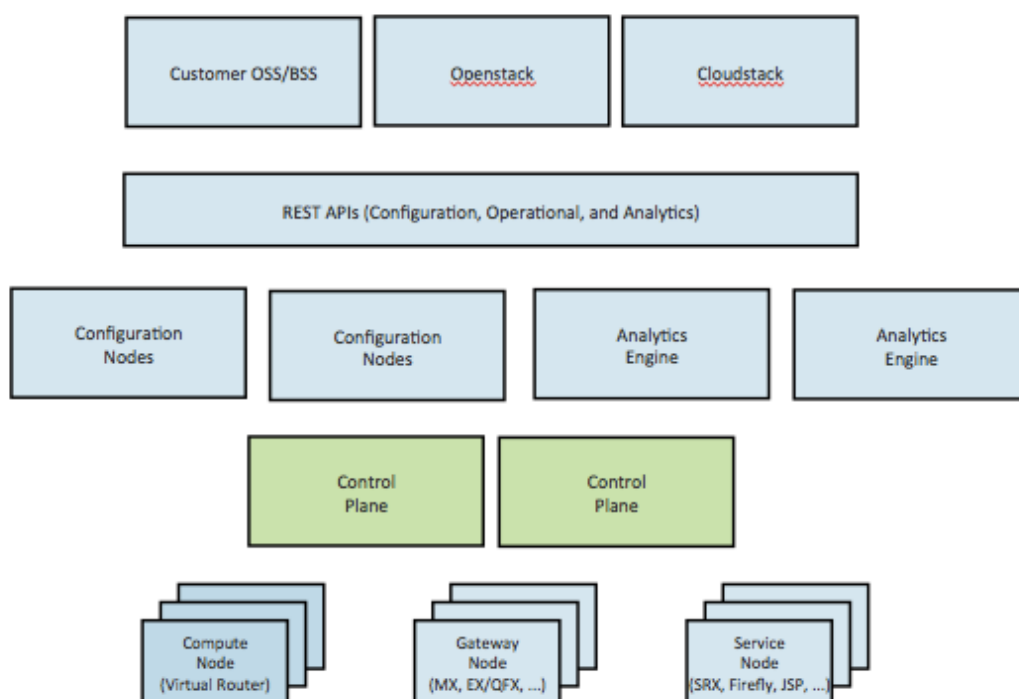 Customer OSS/BSS
Openstack
Cloudstack
REST APIs (Configuration, Operational, and Analytics)
Configuration
Nodes
Configuration
Nodes
Analytics
Engine
Analytics
Engine
Control
Plane
Control
Plane
Compute
Node
(Virtual Router)
Gateway
Node
(MX, EX/QFX, ...)
Service
Node
(SRX, Firefly, JSP, ...)